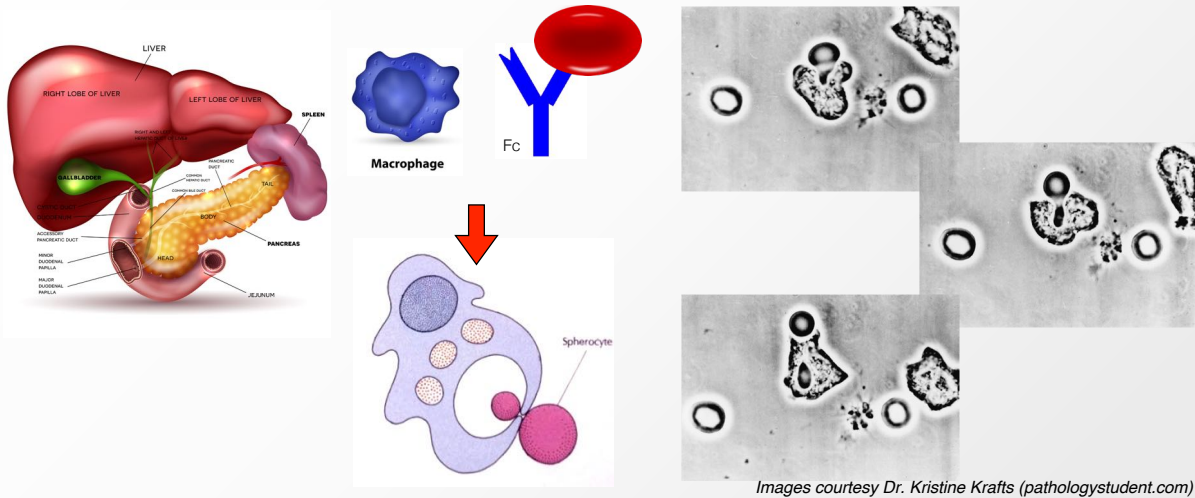 LIVER
RIGHT LOBE OF LIVER
LEFT LOBE OF LIVER
SPLEEN
GALLBLADDER
PANCREATIC
DUCT
COMMON
HEPATIC DUCT
COMMON BILE DUCT
TAIL
BODY
ACCESSORY
PANCREATIC DUCT
PANCREAS
HEAD
MINOR
DUODENAL
PAPILLA
MAJOR
DUODENAL
PAPILLA
JEJUNUM
Macrophage
Fc
Spherocyte
Images courtesy Dr. Kristine Krafts (pathologystudent.com)